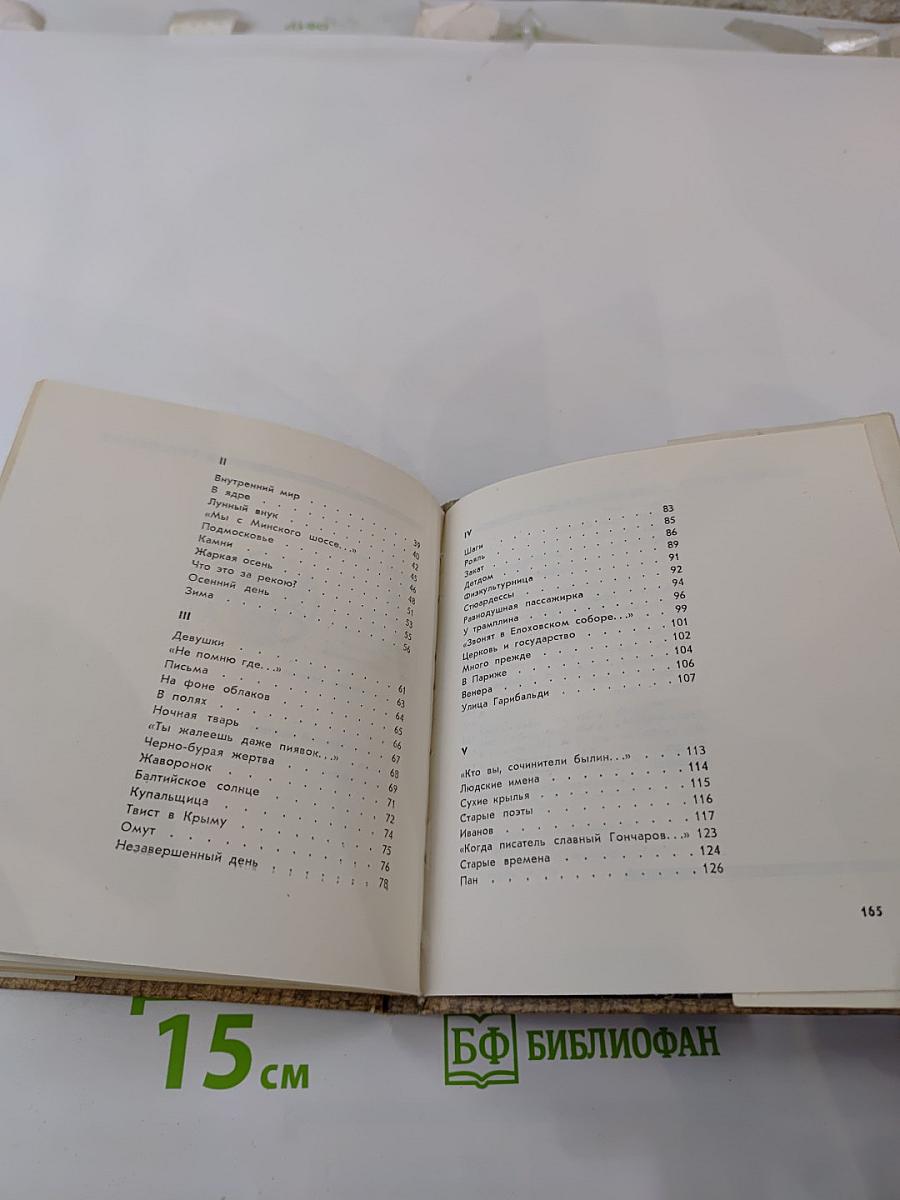 II
Внутренний мир . . . . . . . 39
В ядре . . . . . . . . . . 40
Лунный внук . . . . . . . . 42
«Мы с Минского шоссе. . .» . . . 45
Подмосковье . . . . . . . . 46
Камни . . . . . . . . . . 48
Жаркая осень . . . . . . . . 51
Что это за рекою? . . . . . . 53
Осенний день . . . . . . . . 55
Зима . . . . . . . . . . 56
III
Девушки . . . . . . . . . 61
«Не помню где. . .» . . . . . . 63
Письма . . . . . . . . . . 64
На фоне облаков . . . . . . . 65
В полях . . . . . . . . . . 66
Ночная тварь . . . . . . . . 67
«Ты жалеешь даже пиявок. . .» . . . 68
Черно-бурая жертва . . . . . . 69
Жаворонок . . . . . . . . . 71
Балтийское солнце . . . . . . 72
Купальщица . . . . . . . . 74
Твист в Крыму . . . . . . . . 75
Омут . . . . . . . . . . 76
Незавершенный день . . . . . . 78
IV
Шаги . . . . . . . . . . 83
Рояль . . . . . . . . . . 85
Закат . . . . . . . . . . 86
Детдом . . . . . . . . . . 89
Физкультурница . . . . . . . 91
Стюардессы . . . . . . . . 92
Равнодушная пассажирка . . . . 94
У трамплина . . . . . . . . 96
«Звонят в Елоховском соборе. . .» . . 99
Церковь и государство . . . . . 101
Много прежде . . . . . . . . 102
В Париже . . . . . . . . . 104
Венера . . . . . . . . . . 106
Улица Гарибальди . . . . . . . 107
V
«Кто вы, сочинители былин. . .» . . . 113
Людские имена . . . . . . . . 114
Сухие крылья . . . . . . . . 115
Старые поэты . . . . . . . . 116
Иванов . . . . . . . . . . 117
«Когда писатель славный Гончаров. . .» 123
Старые времена . . . . . . . 124
Пан . . . . . . . . . . . 126
165
15 см
БФ БИБЛИОФАН